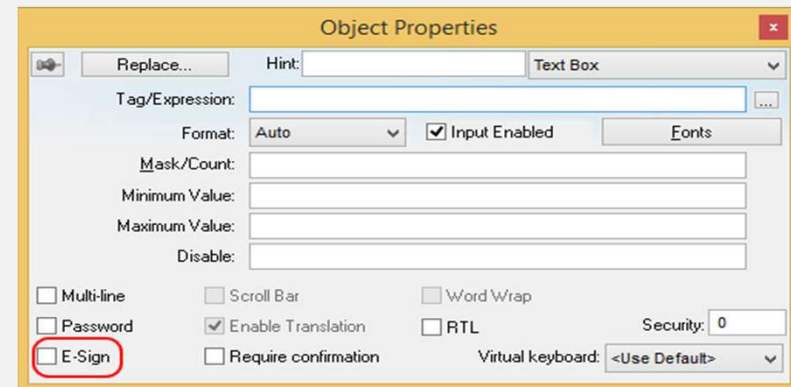 Object Properties x
Replace... Hint: Text Box
Tag/Expression: ...
Format: Auto Input Enabled Fonts
Mask/Count:
Minimum Value:
Maximum Value:
Disable:
Multi-line Scroll Bar Word Wrap
Password Enable Translation RTL Security: 0
E-Sign Require confirmation Virtual keyboard: <Use Default>